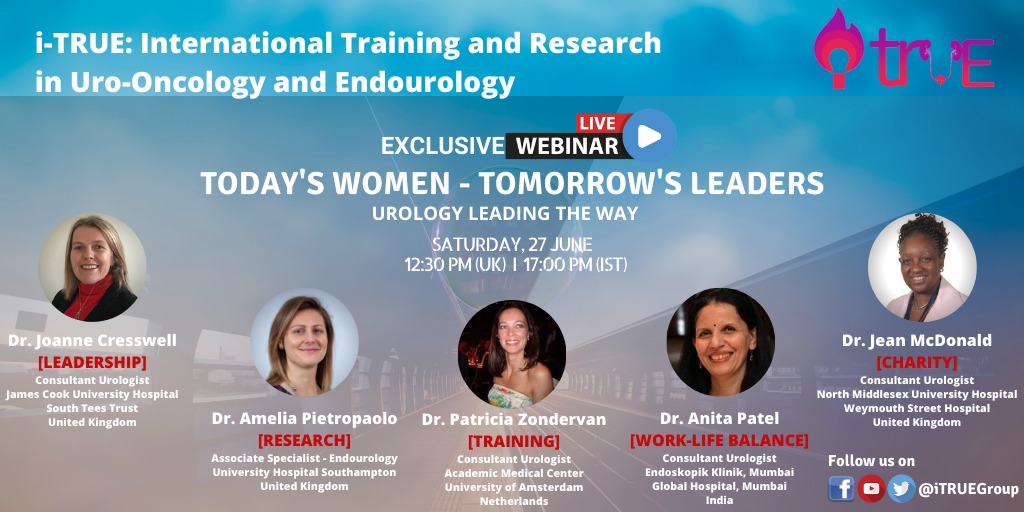 i-TRUE: International Training and Research
in Uro-Oncology and Endourology
trUE
LIVE
EXCLUSIVE WEBINAR
TODAY'S WOMEN - TOMORROW'S LEADERS
UROLOGY LEADING THE WAY
SATURDAY, 27 JUNE
12:30 PM (UK) I 17:00 PM (IST)
Dr. Joanne Cresswell
[LEADERSHIP]
Consultant Urologist
James Cook University Hospital
South Tees Trust
United Kingdom
Dr. Amelia Pietropaolo
[RESEARCH]
Associate Specialist - Endourology
University Hospital Southampton
United Kingdom
Dr. Patricia Zondervan
[TRAINING]
Consultant Urologist
Academic Medical Center
University of Amsterdam
Netherlands
Dr. Anita Patel
[WORK-LIFE BALANCE]
Consultant Urologist
Endoskopik Klinik, Mumbai
Global Hospital, Mumbai
India
Dr. Jean McDonald
[CHARITY]
Consultant Urologist
North Middlesex University Hospital
Weymouth Street Hospital
United Kingdom
Follow us on
@iTRUEGroup